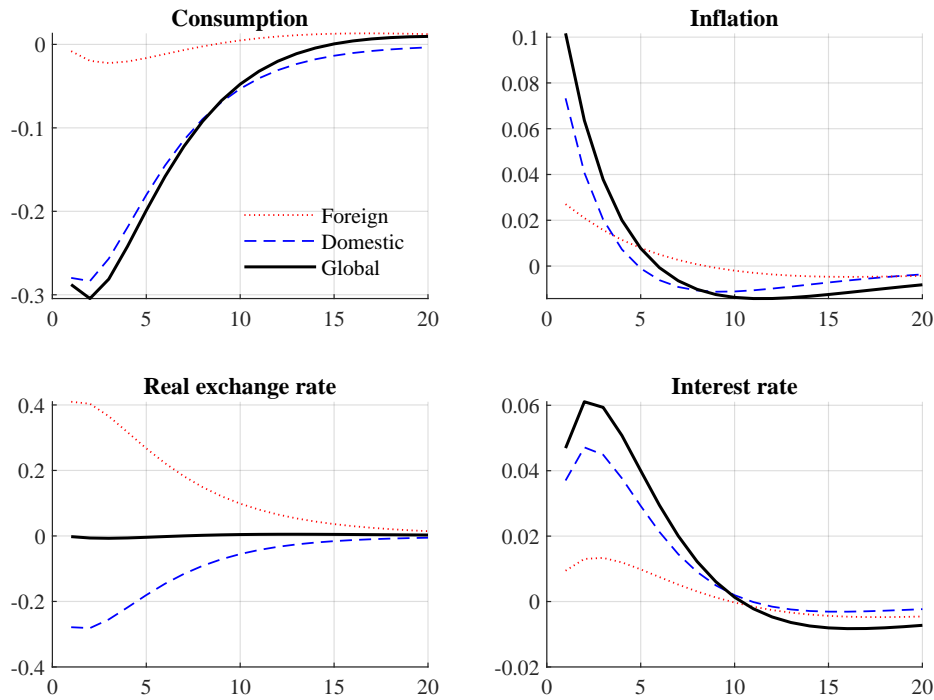 Consumption
0
-0.1
-0.2
-0.3
0 5 10 15 20
Foreign
Domestic
Global
Inflation
0.1
0.08
0.06
0.04
0.02
0
0 5 10 15 20
Real exchange rate
0.4
0.2
0
-0.2
-0.4
0 5 10 15 20
Interest rate
0.06
0.04
0.02
0
-0.02
0 5 10 15 20